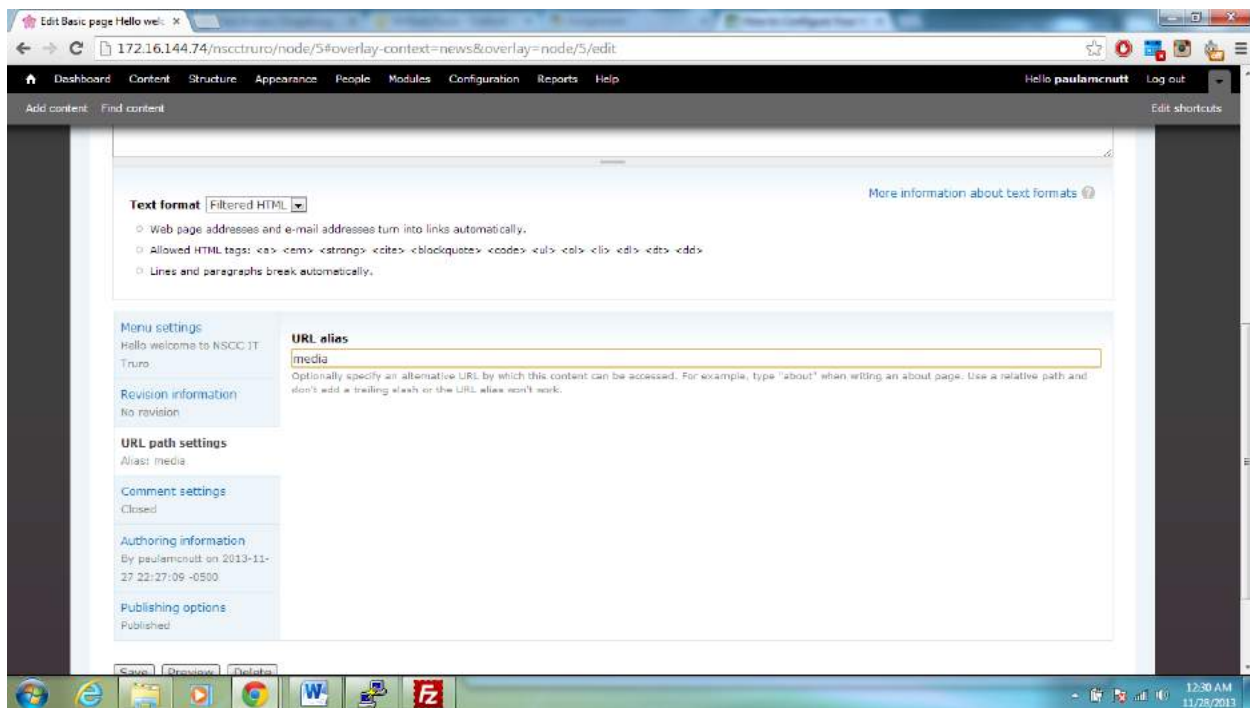 Edit Basic page Hello welc ×
172.16.144.74/nscctruro/node/5#overlay-context=news&overlay=node/5/edit
Dashboard Content Structure Appearance People Modules Configuration Reports Help Hello paulamcnutt Log out
Add content Find content Edit shortcuts
Text format Filtered HTML More information about text formats
Web page addresses and e-mail addresses turn into links automatically.
Allowed HTML tags: <a> <em> <strong> <cite> <blockquote> <code> <ul> <ol> <li> <dl> <dt> <dd>
Lines and paragraphs break automatically.
Menu settings
Hello welcome to NSCC IT
Truro
Revision information
No revision
URL path settings
Alias: media
Comment settings
Closed
Authoring information
By paulamcnutt on 2013-11-
27 22:27:09 -0500
Publishing options
Published
URL alias
media
Optionally specify an alternative URL by which this content can be accessed. For example, type "about" when writing an about page. Use a relative path and
don't add a trailing slash or the URL alias won't work.
Save Preview Delete
12:30 AM
11/28/2013